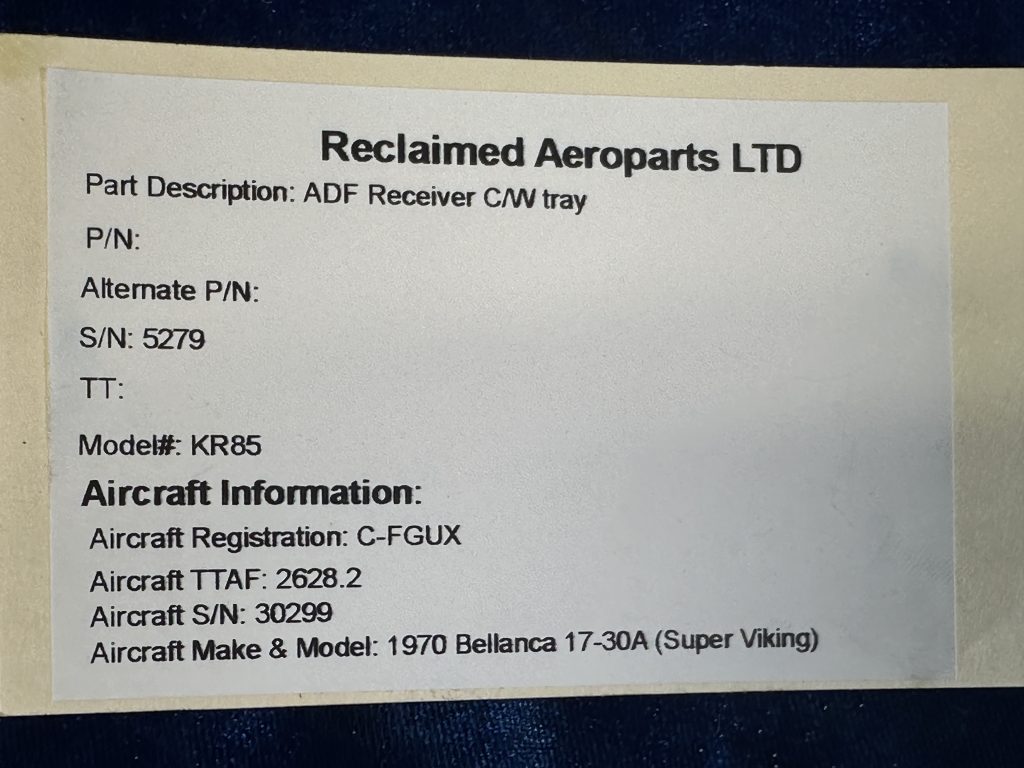 Reclaimed Aeroparts LTD
Part Description: ADF Receiver C/W tray
P/N:
Alternate P/N:
S/N: 5279
TT:
Model#: KR85
Aircraft Information:
Aircraft Registration: C-FGUX
Aircraft TTAF: 2628.2
Aircraft S/N: 30299
Aircraft Make & Model: 1970 Bellanca 17-30A (Super Viking)